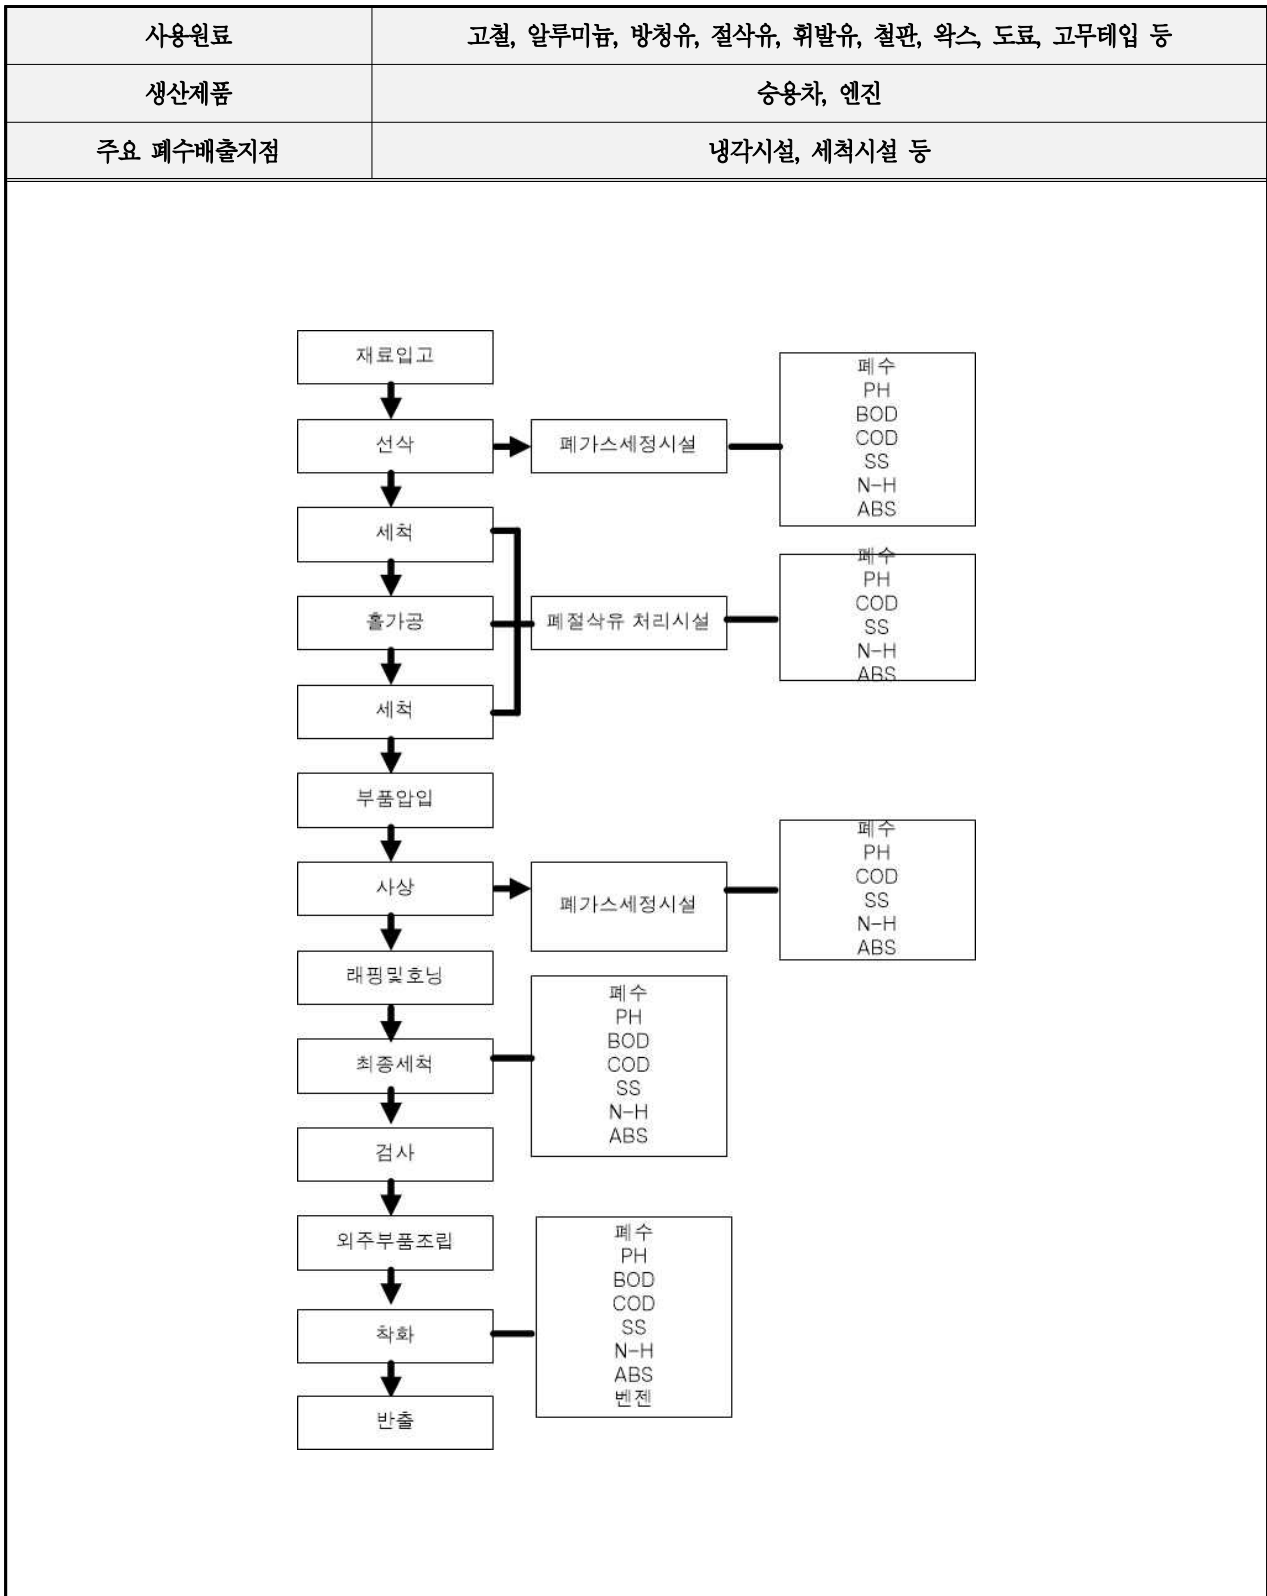 사용원료 고철, 알루미늄, 방청유, 절삭유, 휘발유, 철판, 왁스, 도료, 고무테입 등
생산제품 승용차, 엔진
주요 폐수배출지점 냉각시설, 세척시설 등
재료입고
선삭
폐가스세정시설
폐수
PH
BOD
COD
SS
N-H
ABS
세척
홀가공
폐절삭유 처리시설
폐수
PH
COD
SS
N-H
ABS
세척
부품압입
사상
폐가스세정시설
폐수
PH
COD
SS
N-H
ABS
래핑및호닝
최종세척
폐수
PH
BOD
COD
SS
N-H
ABS
검사
외주부품조립
착화
폐수
PH
BOD
COD
SS
N-H
ABS
벤젠
반출